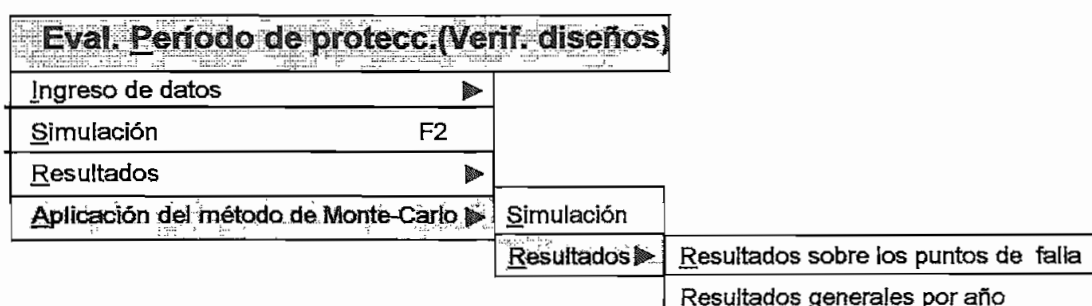 Eval. Período de protecc.(Verif. diseños)
Ingreso de datos
Simulación F2
Resultados
Aplicación del método de Monte-Carlo
Simulación
Resultados
Resultados sobre los puntos de falla
Resultados generales por año